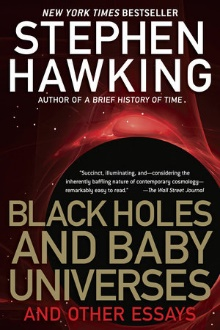 NEW YORK TIMES BESTSELLER
STEPHEN
HAWKING
AUTHOR OF A BRIEF HISTORY OF TIME.
"Succinct, illuminating, and—considering the
inherently baffling nature of contemporary cosmology—
remarkably easy to read." —The Wall Street Journal
BLACK HOLES
AND BABY
UNIVERSES
AND OTHER ESSAYS